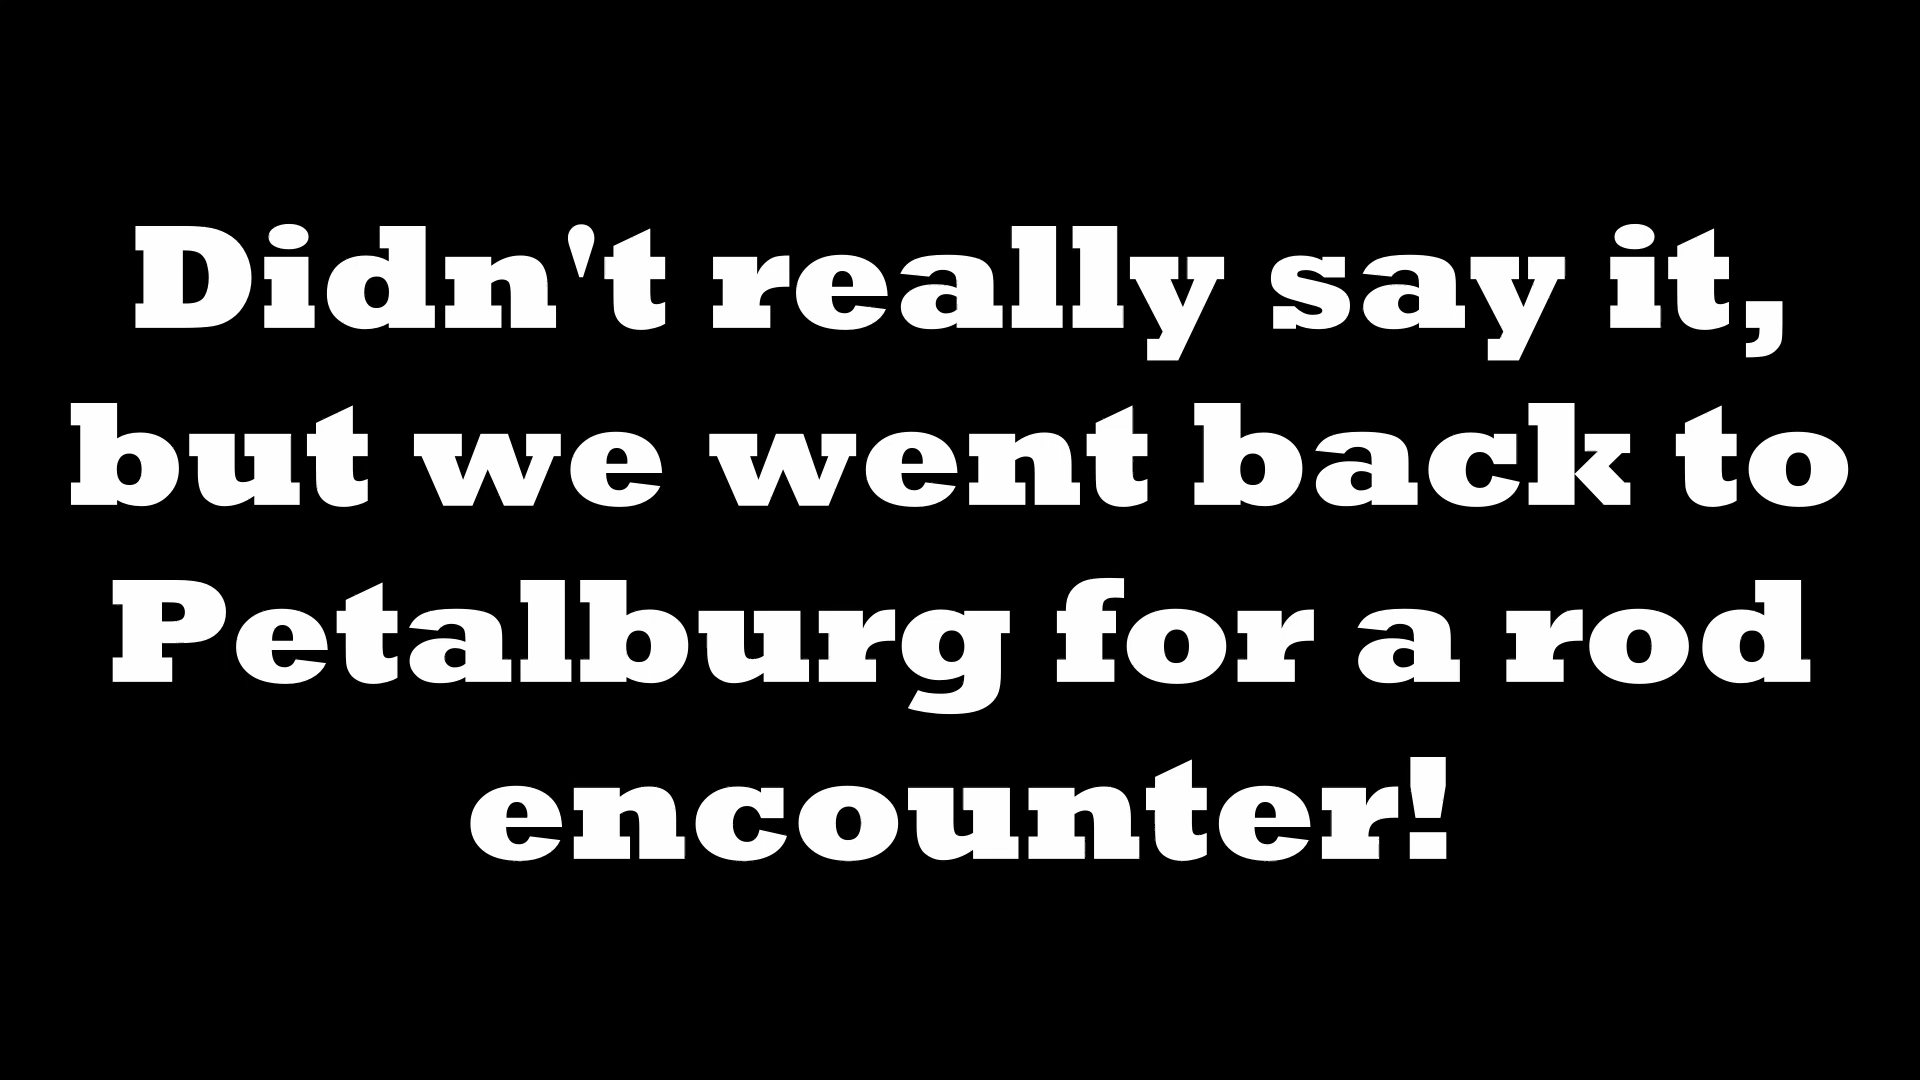 Didn't really say it,
but we went back to
Petalburg for a rod
encounter!